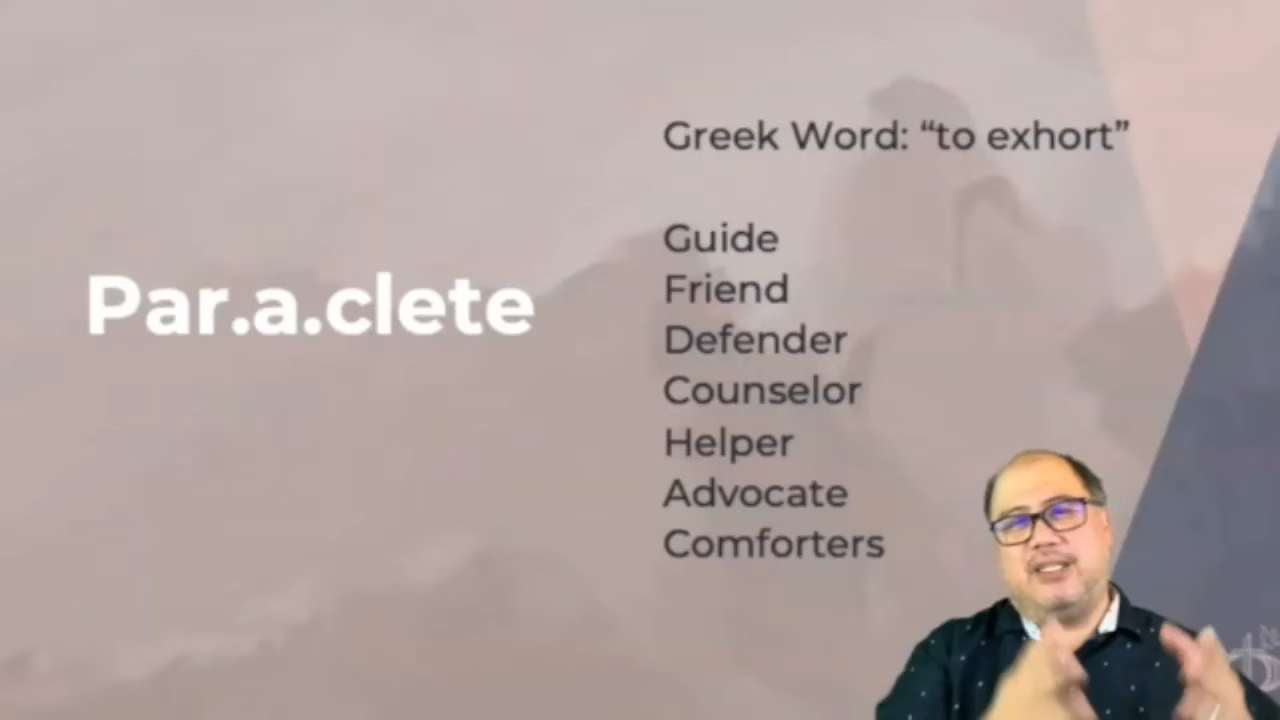 Par.a.clete
Greek Word: “to exhort”
Guide
Friend
Defender
Counselor
Helper
Advocate
Comforters